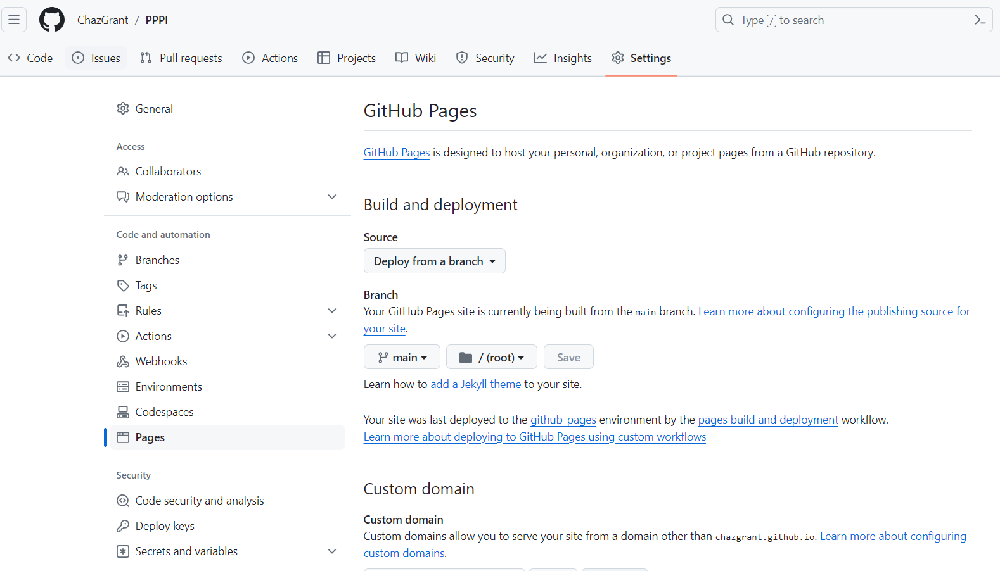 ChazGrant / PPPI
Type / to search
Code Issues Pull requests Actions Projects Wiki Security Insights Settings
General
Access
Collaborators
Moderation options
Code and automation
Branches
Tags
Rules
Actions
Webhooks
Environments
Codespaces
Pages
Security
Code security and analysis
Deploy keys
Secrets and variables
GitHub Pages
GitHub Pages is designed to host your personal, organization, or project pages from a GitHub repository.
Build and deployment
Source
Deploy from a branch
Branch
Your GitHub Pages site is currently being built from the main branch. Learn more about configuring the publishing source for
your site.
main / (root) Save
Learn how to add a Jekyll theme to your site.
Your site was last deployed to the github-pages environment by the pages build and deployment workflow.
Learn more about deploying to GitHub Pages using custom workflows
Custom domain
Custom domain
Custom domains allow you to serve your site from a domain other than chazgrant.github.io. Learn more about configuring
custom domains.